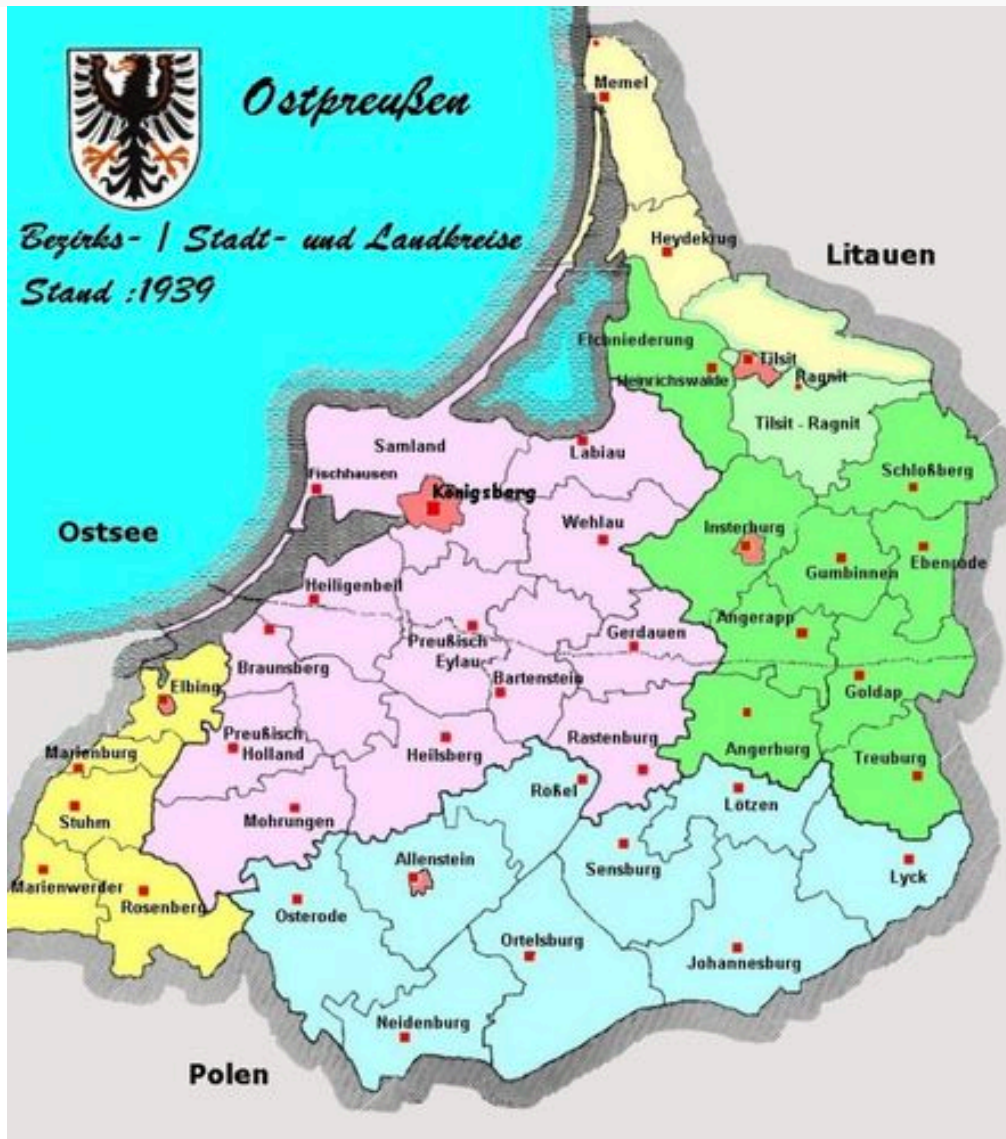 Ostpreußen
Bezirks- / Stadt- und Landkreise
Stand :1939
Memel
Heydekrug
Litauen
Elchniederung
Tilsit
Heinrichswalde
Ragnit
Tilsit - Ragnit
Samland
Labiau
Fischhausen
Königsberg
Schloßberg
Ostsee
Wehlau
Insterburg
Ebenrode
Gumbinnen
Heiligenbeil
Angerapp
Gerdauen
Preußisch
Eylau
Braunsberg
Bartenstein
Elbing
Goldap
Marienburg
Preußisch
Holland
Heilsberg
Rastenburg
Angerburg
Treuburg
Roßel
Lötzen
Stuhm
Mohrungen
Allenstein
Sensburg
Lyck
Marienwerder
Rosenberg
Osterode
Ortelsburg
Johannesburg
Neidenburg
Polen